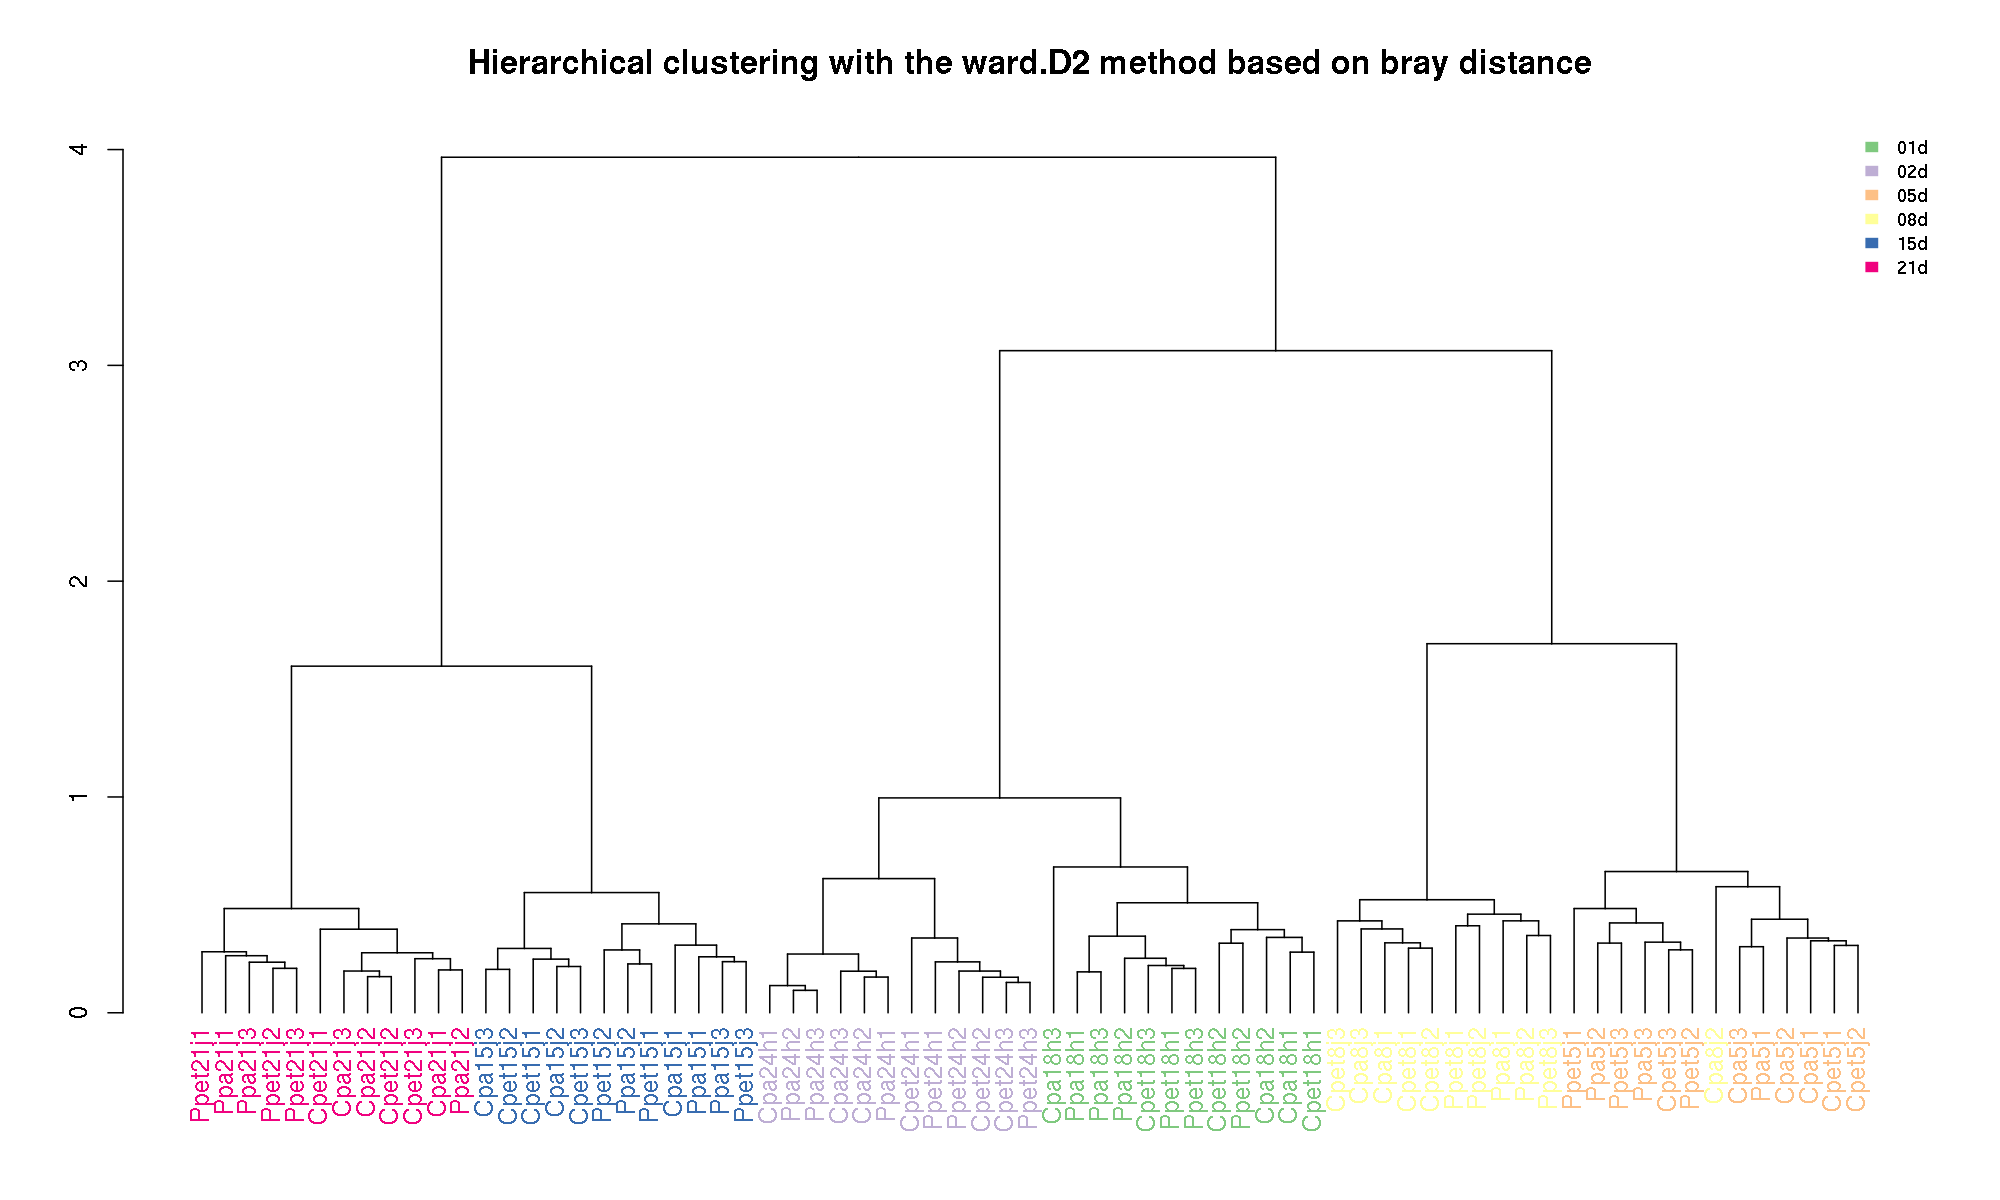 Hierarchical clustering with the ward.D2 method based on bray distance
4
3
2
1
0
01d
02d
05d
08d
15d
21d
Ppet21j1
Ppa21j1
Ppa21j3
Ppet21j2
Ppet21j3
Cpet21j1
Cpa21j3
Cpa21j2
Cpet21j2
Cpet21j3
Cpa21j1
Ppa21j2
Cpa15j3
Cpet15j2
Cpet15j1
Cpa15j2
Cpet15j3
Ppet15j2
Ppa15j2
Ppet15j1
Cpa15j1
Ppa15j1
Ppa15j3
Ppet15j3
Cpa24h1
Ppa24h2
Ppa24h3
Cpa24h3
Cpa24h2
Ppa24h1
Cpet24h1
Ppet24h1
Ppet24h2
Cpet24h2
Cpet24h3
Ppet24h3
Cpa18h3
Ppa18h1
Ppa18h3
Ppa18h2
Cpet18h3
Ppet18h1
Ppet18h3
Cpet18h2
Ppet18h2
Cpa18h2
Cpa18h1
Cpet18h1
Cpet8j3
Cpa8j3
Cpa8j1
Cpet8j1
Cpet8j2
Ppet8j1
Ppet8j2
Ppa8j1
Ppa8j2
Ppet8j3
Ppet5j1
Ppa5j2
Ppet5j3
Ppa5j3
Cpet5j3
Ppet5j2
Cpa8j2
Cpa5j3
Ppa5j1
Cpa5j2
Cpa5j1
Cpet5j1
Cpet5j2